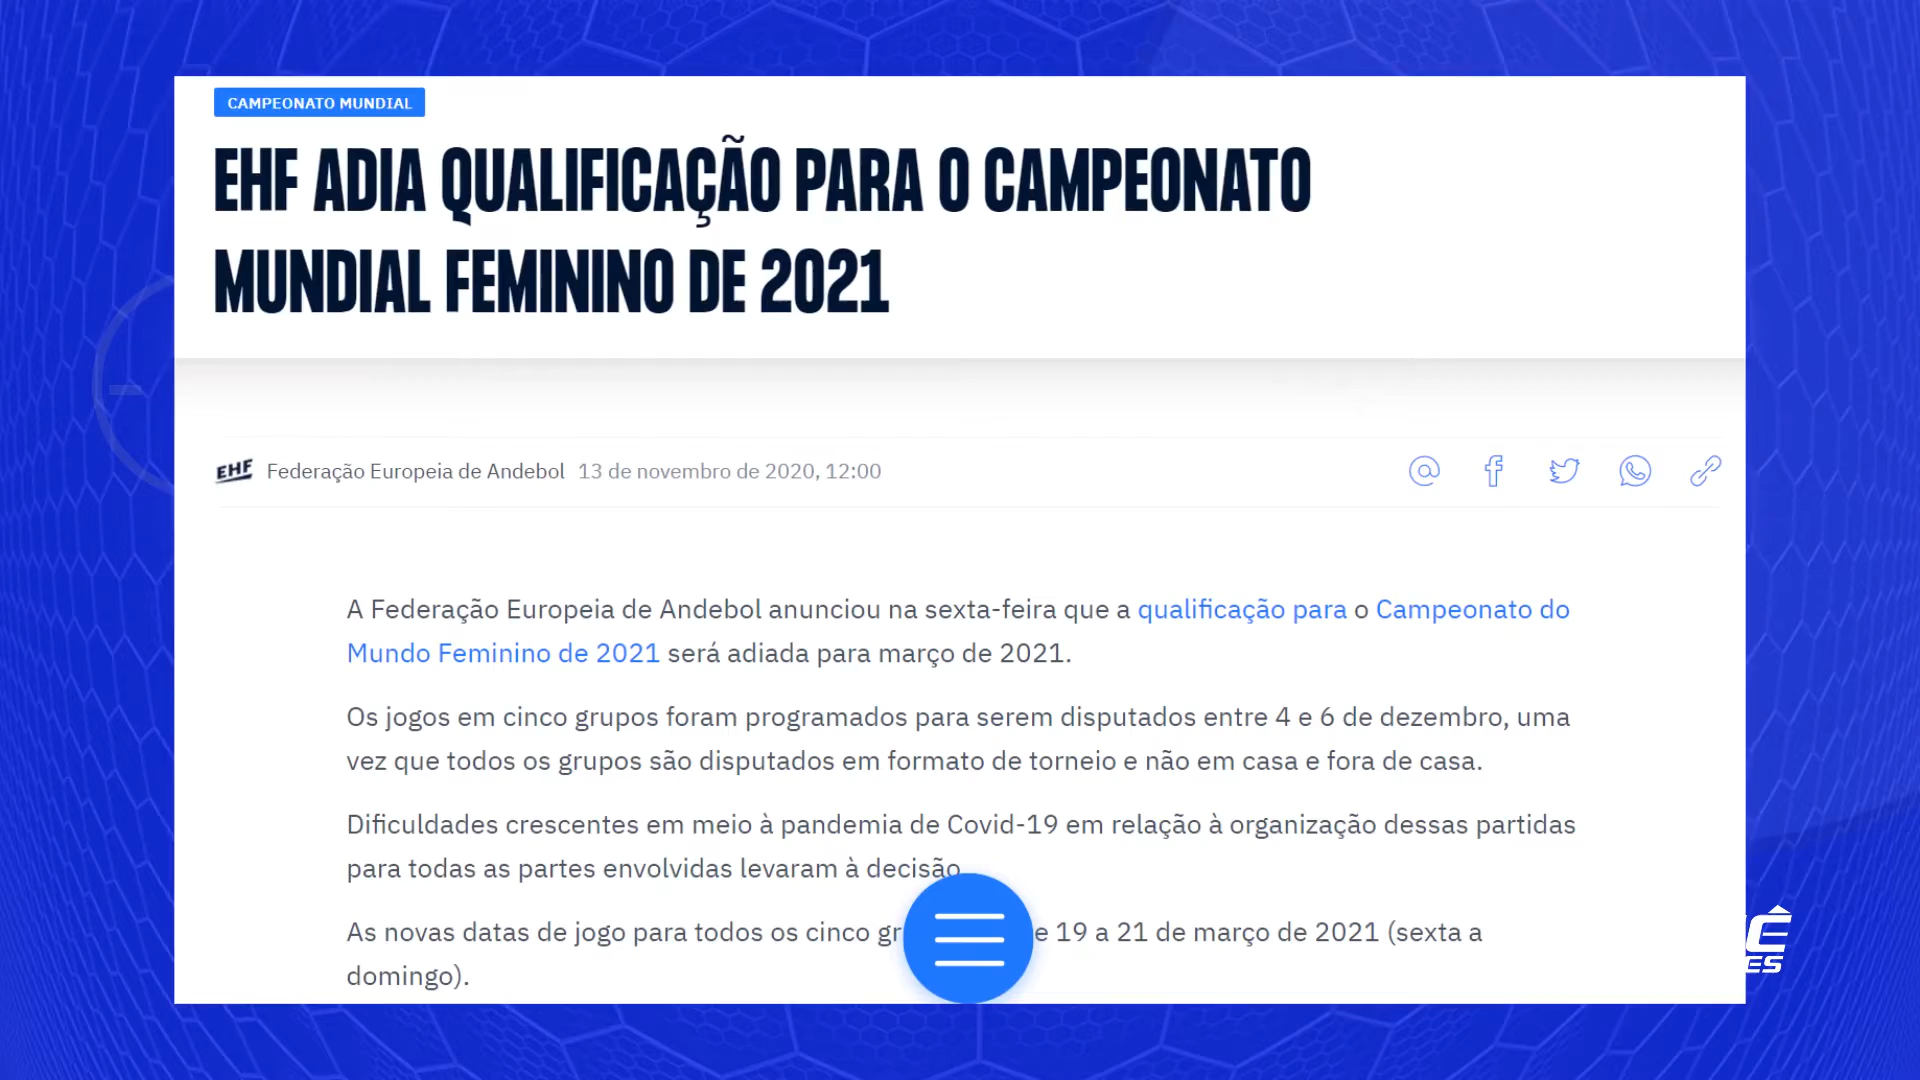 CAMPEONATO MUNDIAL
EHF ADIA QUALIFICAÇÃO PARA O CAMPEONATO
MUNDIAL FEMININO DE 2021
EHF Federação Europeia de Andebol 13 de novembro de 2020, 12:00
A Federação Europeia de Andebol anunciou na sexta-feira que a qualificação para o Campeonato do
Mundo Feminino de 2021 será adiada para março de 2021.
Os jogos em cinco grupos foram programados para serem disputados entre 4 e 6 de dezembro, uma
vez que todos os grupos são disputados em formato de torneio e não em casa e fora de casa.
Dificuldades crescentes em meio à pandemia de Covid-19 em relação à organização dessas partidas
para todas as partes envolvidas levaram à decisão
As novas datas de jogo para todos os cinco 19 a 21 de março de 2021 (sexta a
domingo).